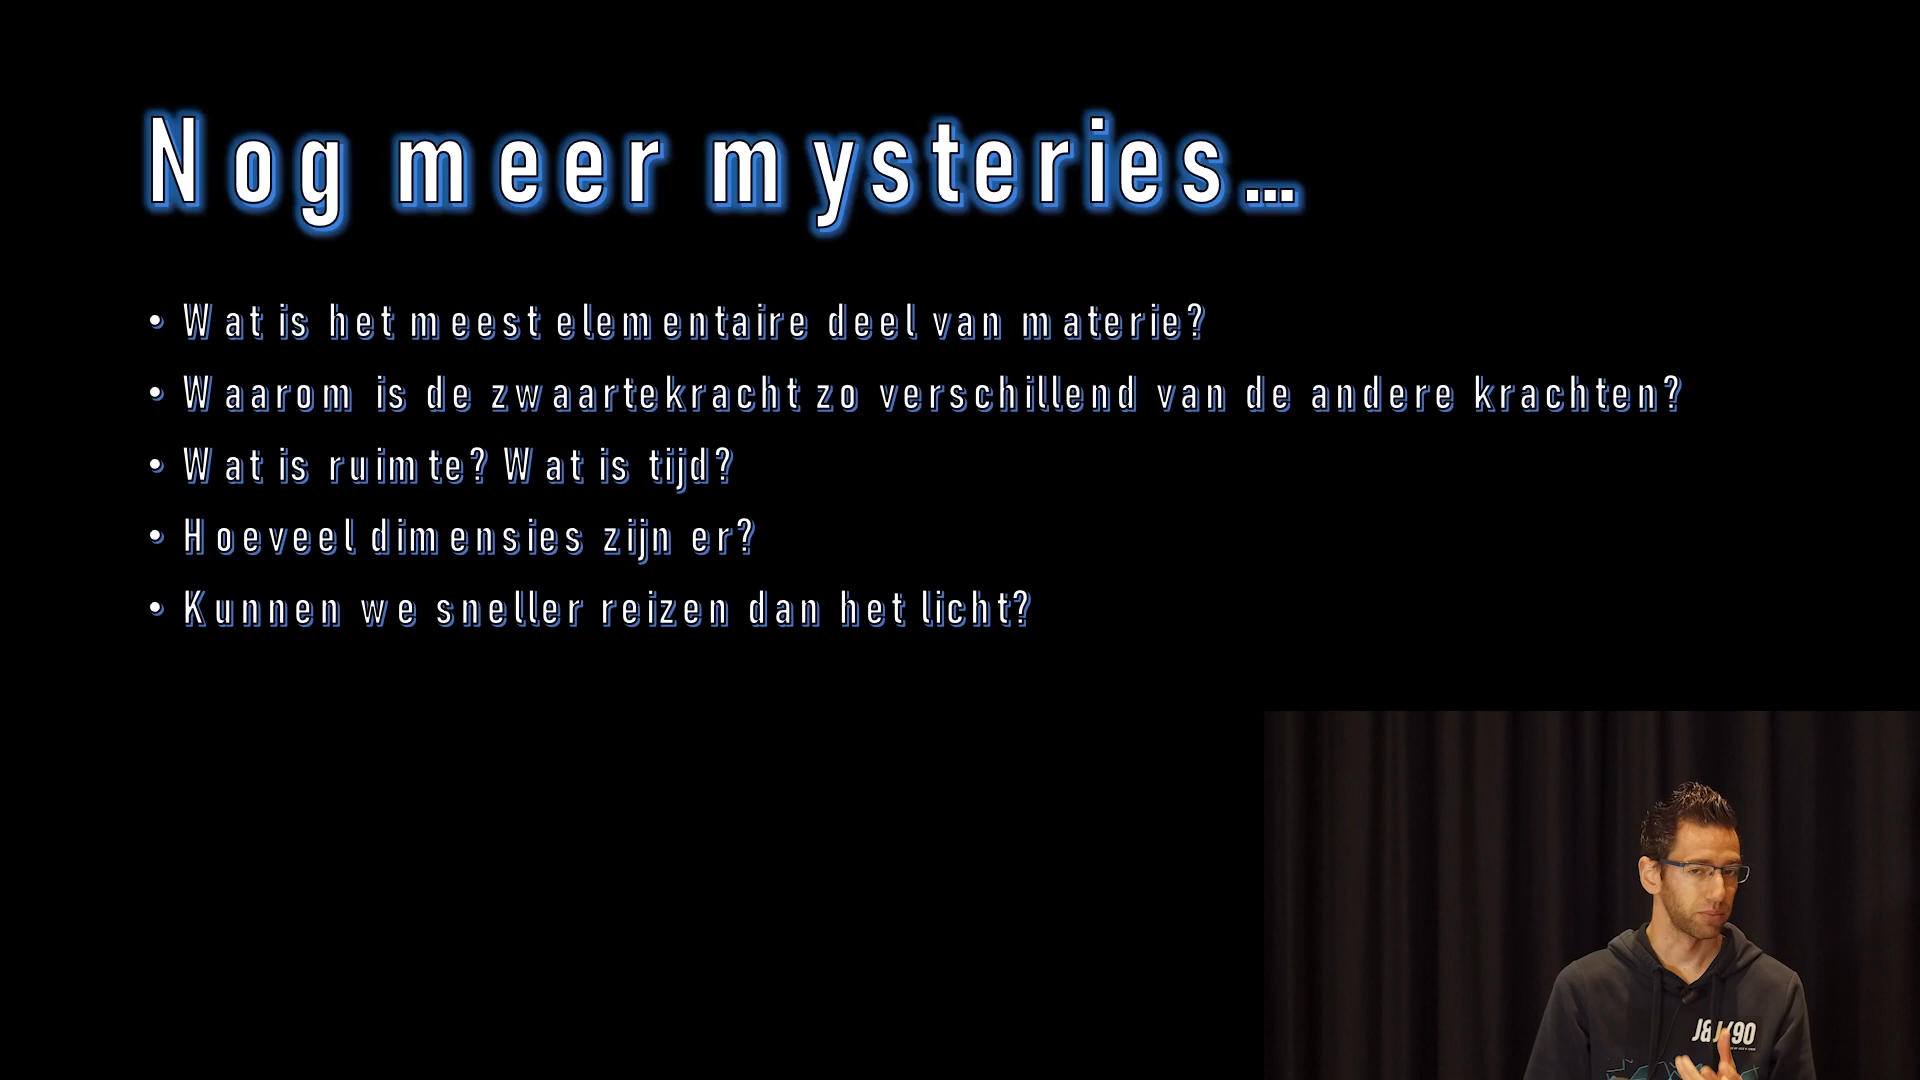 Nog meer mysteries...
• Wat is het meest elementaire deel van materie?
• Waarom is de zwaartekracht zo verschillend van de andere krachten?
• Wat is ruimte? Wat is tijd?
• Hoeveel dimensies zijn er?
• Kunnen we sneller reizen dan het licht?